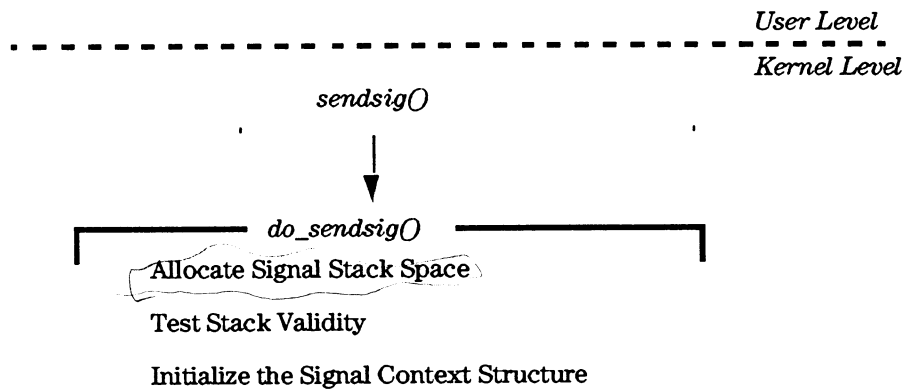 User Level
Kernel Level
sendsig()
do_sendsig()
Allocate Signal Stack Space
Test Stack Validity
Initialize the Signal Context Structure